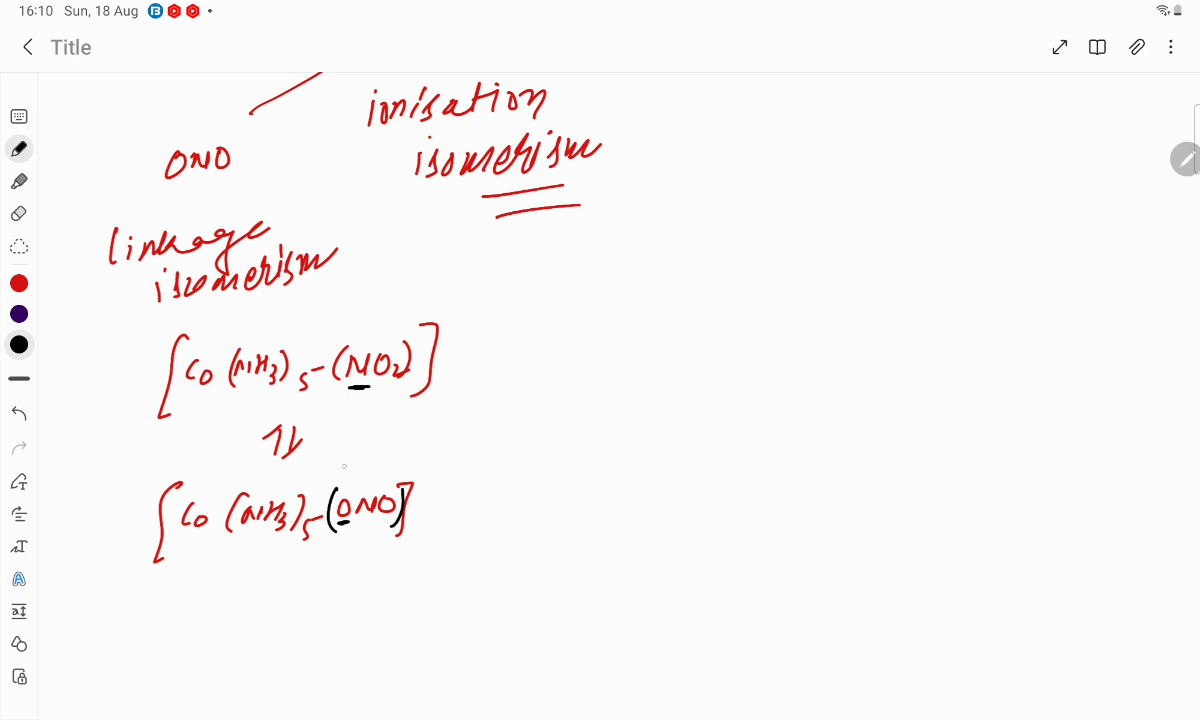 16:10 Sun, 18 Aug
Title
ionisation
isomerism
ONO
linkage
isomerism
[Co (NH3)5-(NO2)]
⇅
[Co (NH3)5-(ONO)]